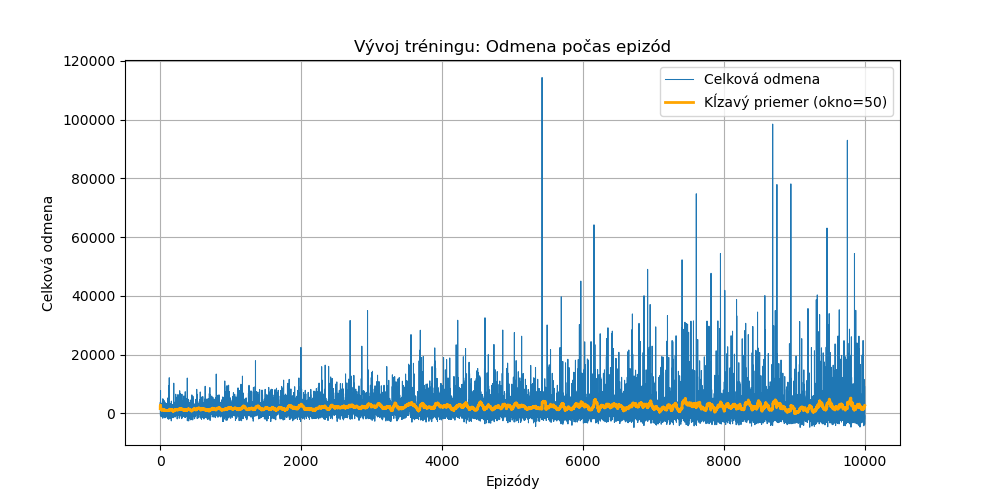 Vývoj tréningu: Odmena počas epizód
Celková odmena
Kĺzavý priemer (okno=50)
120000
100000
80000
60000
40000
20000
0
Celková odmena
0
2000
4000
6000
8000
10000
Epizódy